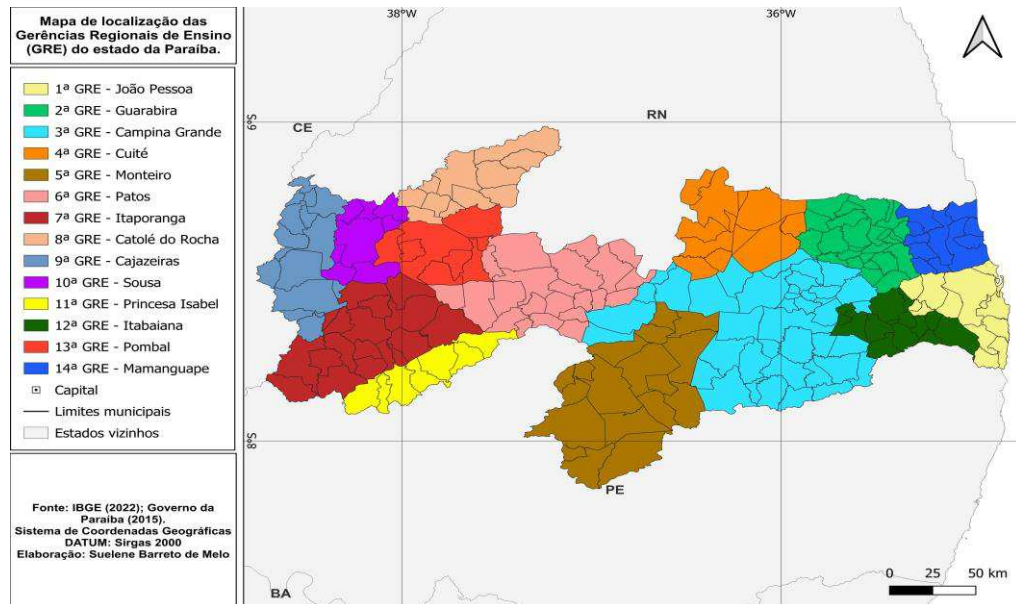 Mapa de localização das
Gerências Regionais de Ensino
(GRE) do estado da Paraíba.
1ª GRE - João Pessoa
2ª GRE - Guarabira
3ª GRE - Campina Grande
4ª GRE - Cuité
5ª GRE - Monteiro
6ª GRE - Patos
7ª GRE - Itaporanga
8ª GRE - Catolé do Rocha
9ª GRE - Cajazeiras
10ª GRE - Sousa
11ª GRE - Princesa Isabel
12ª GRE - Itabaiana
13ª GRE - Pombal
14ª GRE - Mamanguape
Capital
Limites municipais
Estados vizinhos
Fonte: IBGE (2022); Governo da
Paraíba (2015).
Sistema de Coordenadas Geográficas
DATUM: Sirgas 2000
Elaboração: Suelene Barreto de Melo
38°W
36°W
6°S
8°S
CE
RN
PE
BA
0 25 50 km